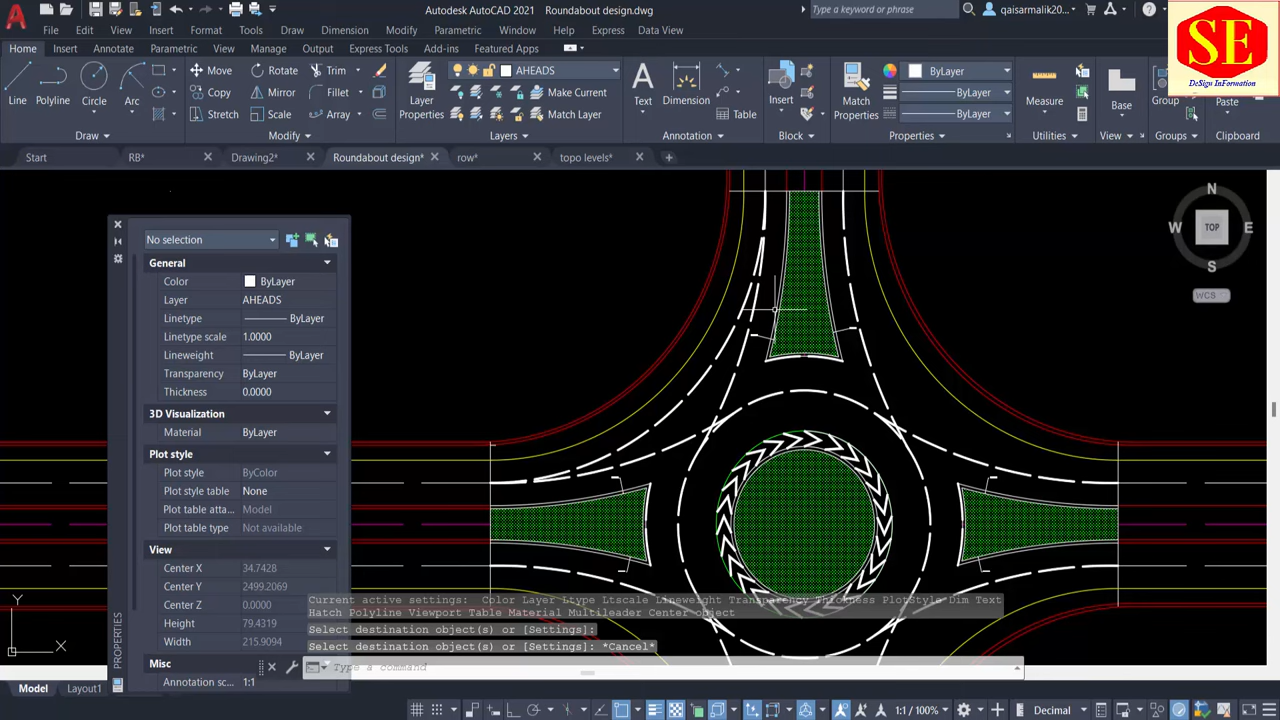 Autodesk AutoCAD 2021 Roundabout design.dwg
Type a keyword or phrase
qaisarmalik20...
SE
DeSign InFormation
File Edit View Insert Format Tools Draw Dimension Modify Parametric Window Help Express Data View
Home Insert Annotate Parametric View Manage Output Express Tools Add-ins Featured Apps
Line Polyline Circle Arc
Move Rotate Trim
Copy Mirror Fillet
Stretch Scale Array
Layer Properties
AHEADS
Make Current
Match Layer
Text Dimension Table
Insert
Match Properties
ByLayer
ByLayer
ByLayer
Group
Measure
Base
Paste
Draw Modify Layers Annotation Block Properties Utilities View Groups Clipboard
Start RB* Drawing2* Roundabout design* row* topo levels*
N
W TOP E
S
WCS
No selection
General
Color ByLayer
Layer AHEADS
Linetype ByLayer
Linetype scale 1.0000
Lineweight ByLayer
Transparency ByLayer
Thickness 0.0000
3D Visualization
Material ByLayer
Plot style
Plot style ByColor
Plot style table None
Plot table atta... Model
Plot table type Not available
View
Center X 34.7428
Center Y 2499.2069
Center Z 0.0000
Height 79.4319
Width 215.9094
Misc
Annotation sc... 1:1
PROPERTIES
Y
X
Current active settings: Color Layer Ltype Ltscale Lineweight Transparency Thickness PlotStyle Dim Text
Hatch Polyline Viewport Table Material Multileader Center object
Select destination object(s) or [Settings]:
Select destination object(s) or [Settings]: *Cancel*
Type a command
Model Layout1
1:1 / 100% Decimal